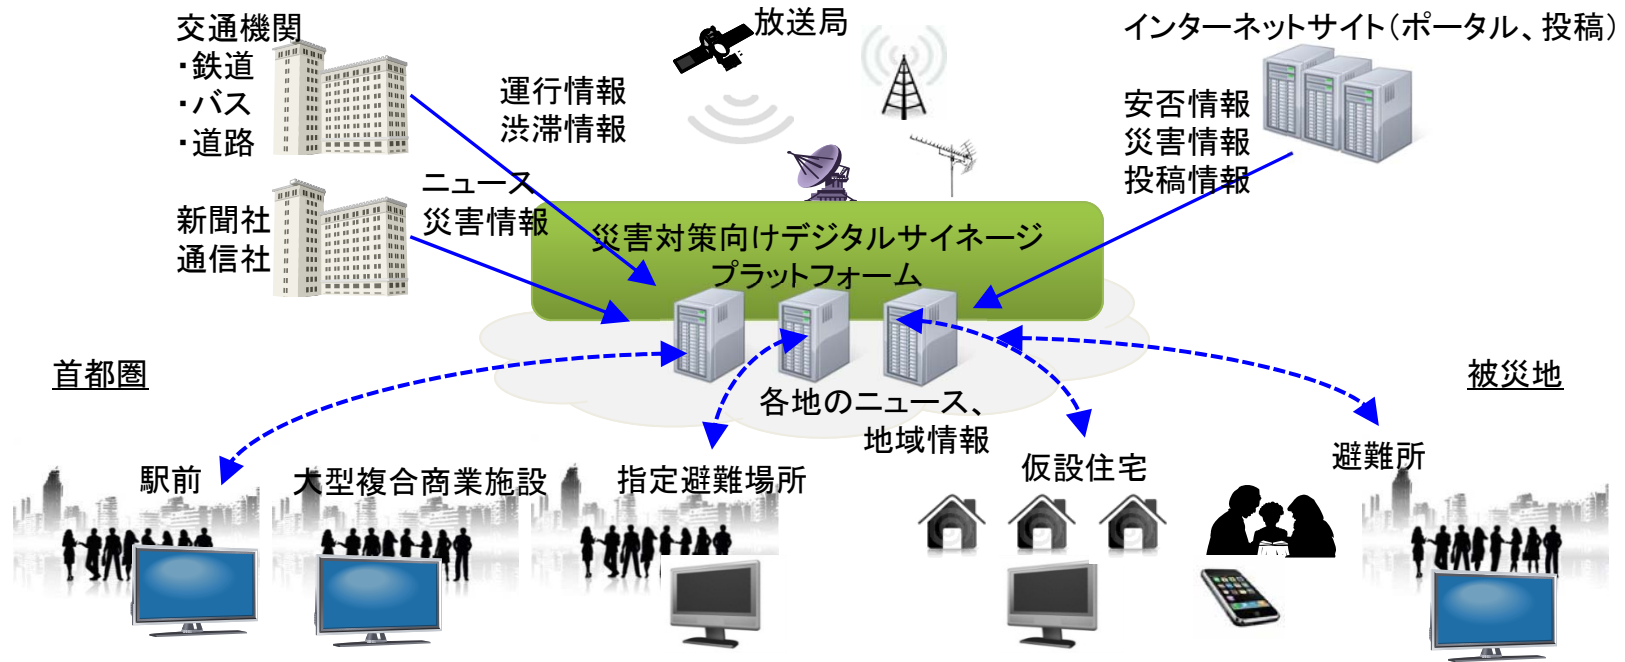 交通機関
・鉄道
・バス
・道路
運行情報
渋滞情報
放送局
インターネットサイト(ポータル、投稿)
安否情報
災害情報
投稿情報
新聞社
通信社
ニュース
災害情報
災害対策向けデジタルサイネージ
プラットフォーム
首都圏
被災地
各地のニュース、
地域情報
駅前
大型複合商業施設
指定避難場所
仮設住宅
避難所